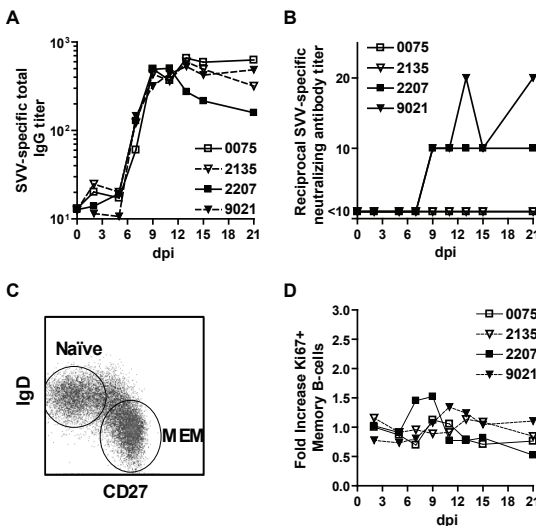 A
SVV-specific total
IgG titer
10³
10²
10¹
0 3 6 9 12 15 18 21
dpi
0075
2135
2207
9021
B
Reciprocal SVV-specific
neutralizing antibody titer
20
10
<10
0 3 6 9 12 15 18 21
dpi
0075
2135
2207
9021
C
Naïve
MEM
IgD
CD27
D
Fold Increase Ki67+
Memory B-cells
3.0
2.5
2.0
1.5
1.0
0.5
0.0
0 3 6 9 12 15 18 21
dpi
0075
2135
2207
9021